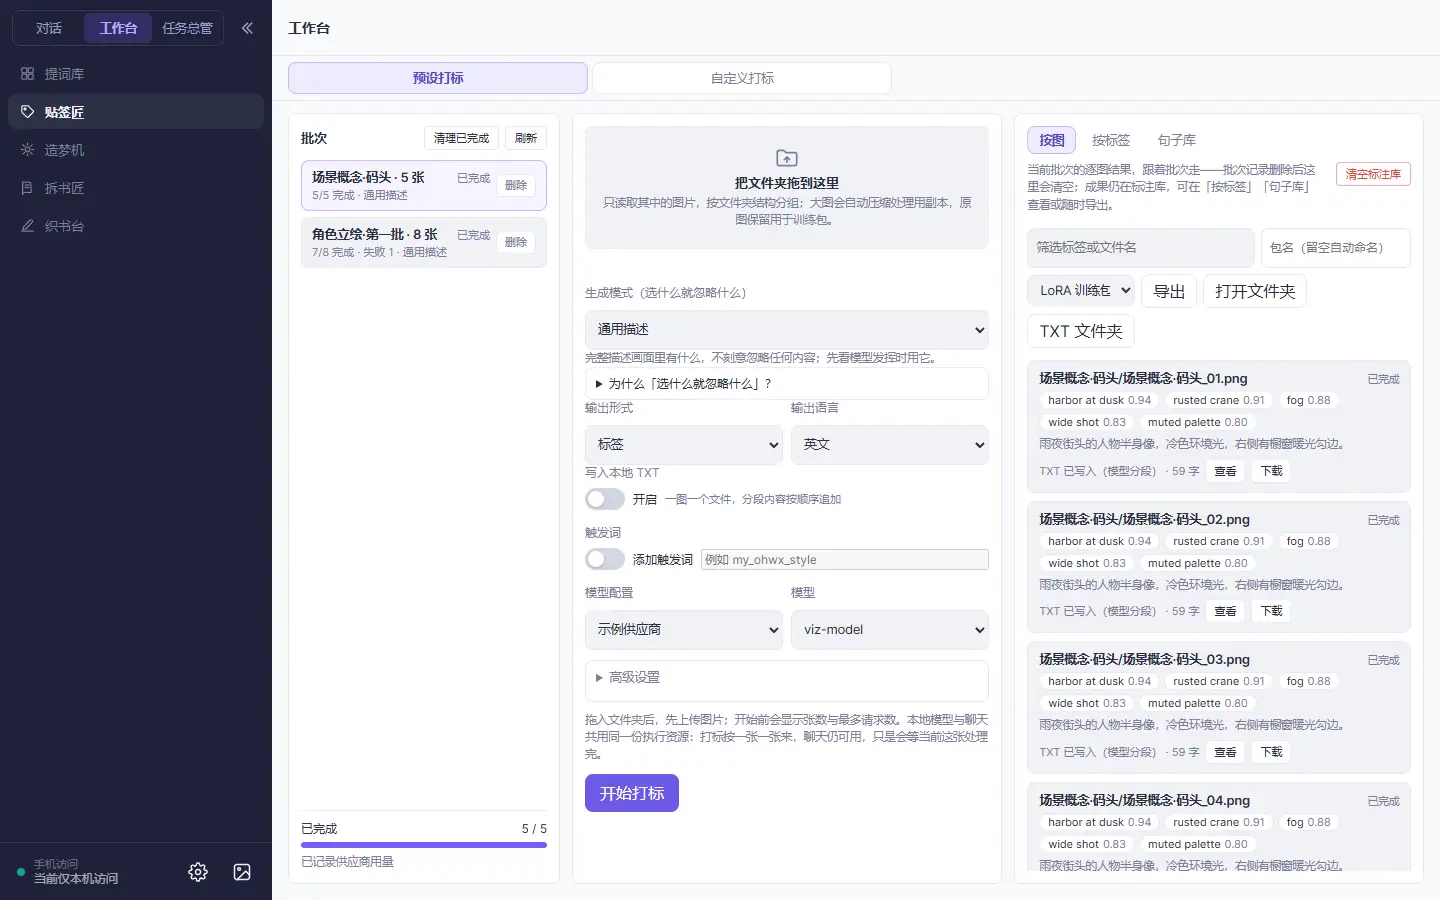 对话 工作台 任务总管
提词库
贴签匠
造梦机
拆书匠
织书台
手机访问
当前仅本机访问
工作台
预设打标 自定义打标
批次 清理已完成 刷新
场景概念·码头 · 5 张 已完成 删除
5/5 完成 · 通用描述
角色立绘·第一批 · 8 张 已完成 删除
7/8 完成 · 失败 1 · 通用描述
已完成 5 / 5
已记录供应商用量
把文件夹拖到这里
只读取其中的图片，按文件夹结构分组；大图会自动压缩处理用副本，原
图保留用于训练包。
生成模式（选什么就忽略什么）
通用描述
完整描述画面里有什么，不刻意忽略任何内容；先看模型发挥时用它。
为什么「选什么就忽略什么」？
输出形式 输出语言
标签 英文
写入本地 TXT
开启 一图一个文件，分段内容按顺序追加
触发词
添加触发词 例如 my_ohwx_style
模型配置 模型
示例供应商 viz-model
高级设置
拖入文件夹后，先上传图片；开始前会显示张数与最多请求数。本地模型与聊天
共用同一份执行资源：打标按一张一张来，聊天仍可用，只是会等当前这张处理
完。
开始打标
按图 按标签 句子库
当前批次的逐图结果，跟着批次走——批次记录删除后这
里会清空；成果仍在标注库，可在「按标签」「句子库」
查看或随时导出。
清空标注库
筛选标签或文件名 包名（留空自动命名）
LoRA 训练包 导出 打开文件夹
TXT 文件夹
场景概念·码头/场景概念·码头_01.png 已完成
harbor at dusk 0.94 rusted crane 0.91 fog 0.88
wide shot 0.83 muted palette 0.80
雨夜街头的人物半身像，冷色环境光，右侧有橱窗暖光勾边。
TXT 已写入（模型分段） · 59 字 查看 下载
场景概念·码头/场景概念·码头_02.png 已完成
harbor at dusk 0.94 rusted crane 0.91 fog 0.88
wide shot 0.83 muted palette 0.80
雨夜街头的人物半身像，冷色环境光，右侧有橱窗暖光勾边。
TXT 已写入（模型分段） · 59 字 查看 下载
场景概念·码头/场景概念·码头_03.png 已完成
harbor at dusk 0.94 rusted crane 0.91 fog 0.88
wide shot 0.83 muted palette 0.80
雨夜街头的人物半身像，冷色环境光，右侧有橱窗暖光勾边。
TXT 已写入（模型分段） · 59 字 查看 下载
场景概念·码头/场景概念·码头_04.png 已完成
harbor at dusk 0.94 rusted crane 0.91 fog 0.88
wide shot 0.83 muted palette 0.80
雨夜街头的人物半身像，冷色环境光，右侧有橱窗暖光勾边。